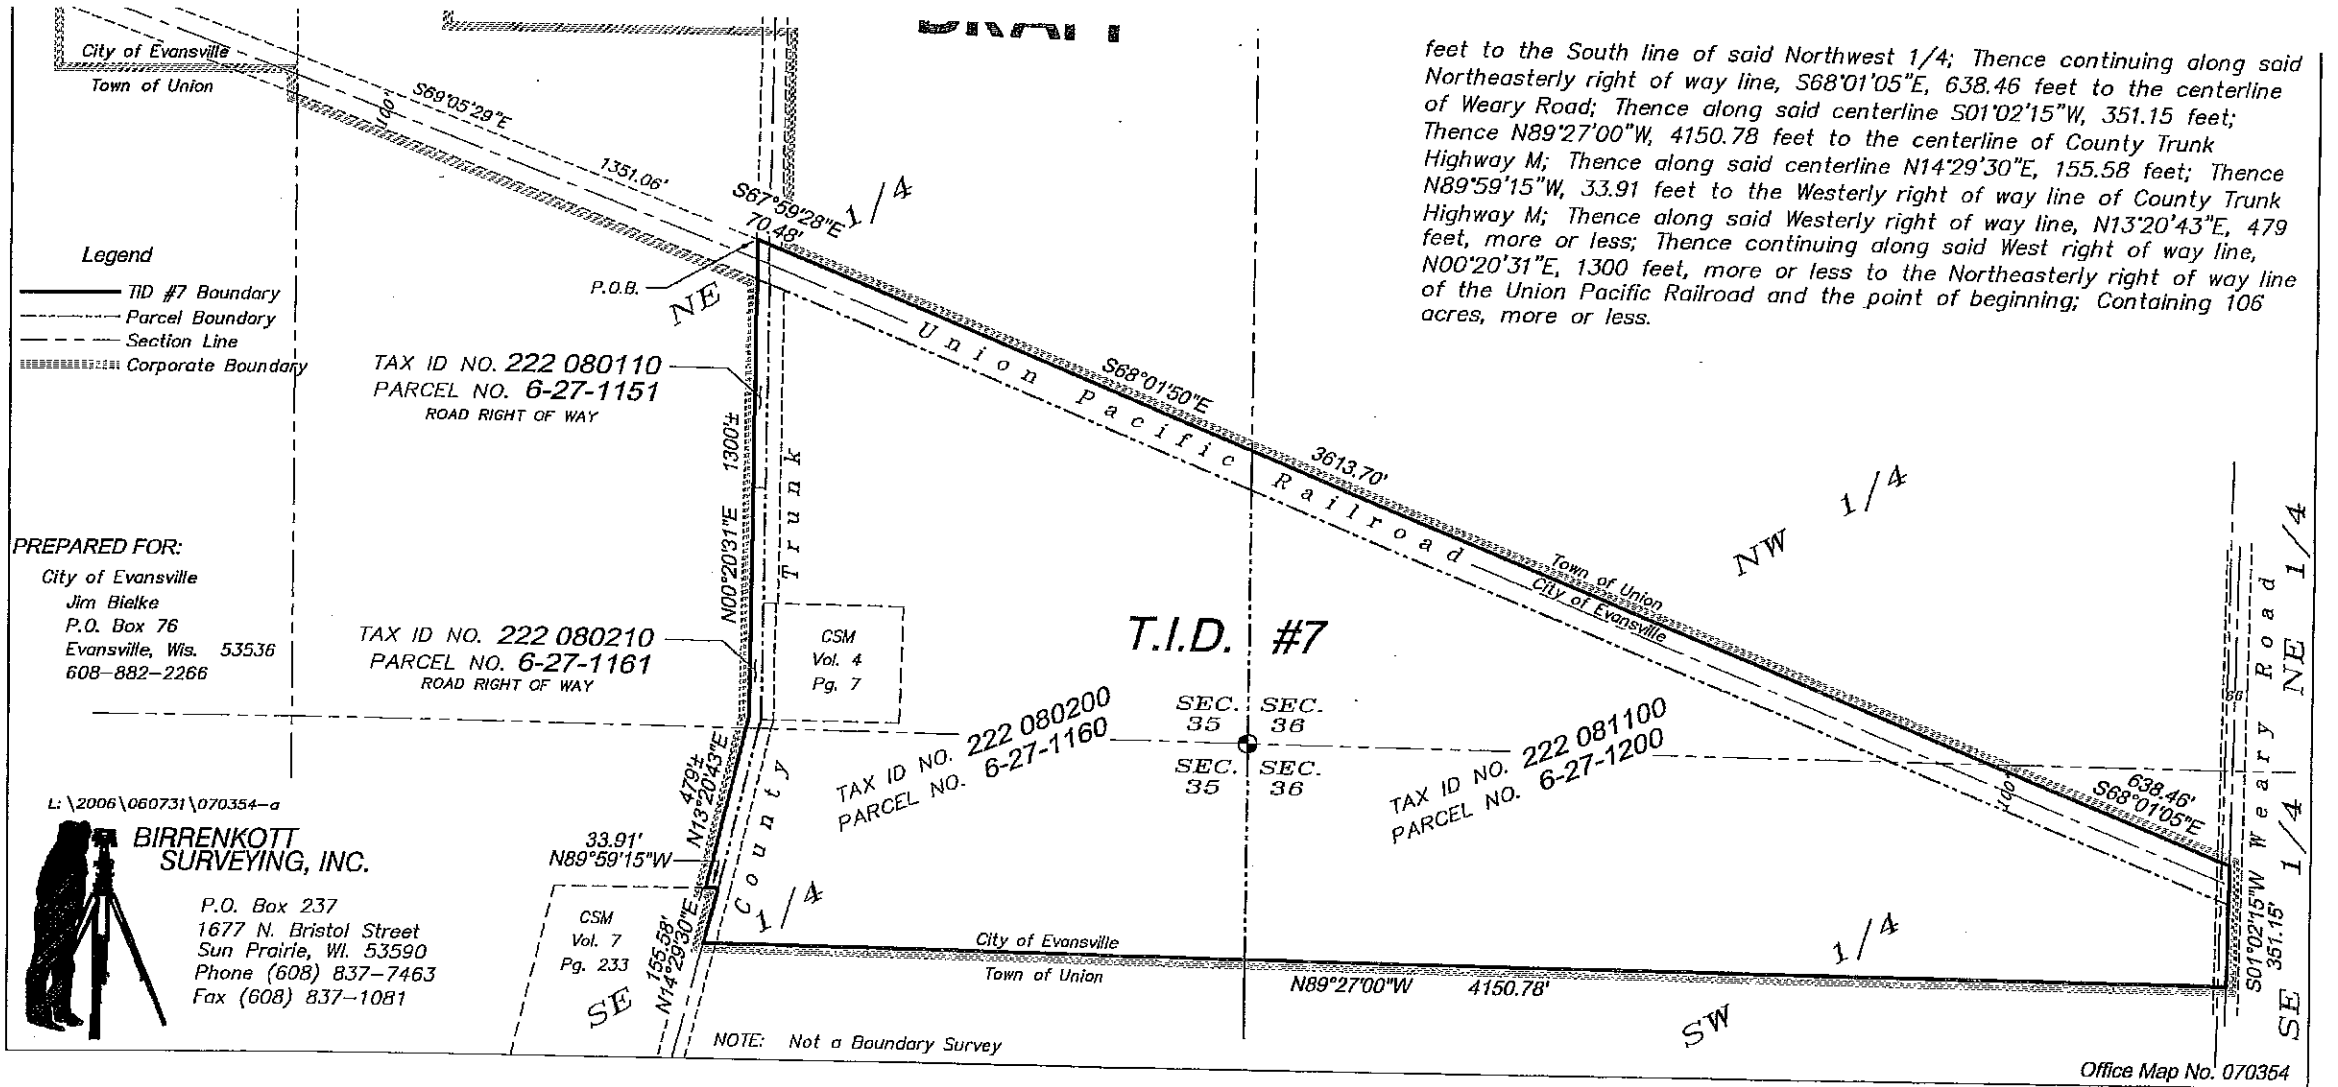 feet to the South line of said Northwest 1/4; Thence continuing along said
Northeasterly right of way line, S68°01'05"E, 638.46 feet to the centerline
of Weary Road; Thence along said centerline S01°02'15"W, 351.15 feet;
Thence N89°27'00"W, 4150.78 feet to the centerline of County Trunk
Highway M; Thence along said centerline N14°29'30"E, 155.58 feet; Thence
N89°59'15"W, 33.91 feet to the Westerly right of way line of County Trunk
Highway M; Thence along said Westerly right of way line, N13°20'43"E, 479
feet, more or less; Thence continuing along said West right of way line,
N00°20'31"E, 1300 feet, more or less to the Northeasterly right of way line
of the Union Pacific Railroad and the point of beginning; Containing 106
acres, more or less.
City of Evansville
Town of Union
S69°05'29"E
100'
1351.06'
S67°59'28"E
70.48'
P.O.B.
NE 1/4
Legend
TID #7 Boundary
Parcel Boundary
Section Line
Corporate Boundary
TAX ID NO. 222 080110
PARCEL NO. 6-27-1151
ROAD RIGHT OF WAY
N00°20'31"E 1300'±
County Trunk
Union Pacific Railroad
S68°01'50"E
3613.70'
Town of Union
City of Evansville
NW 1/4
PREPARED FOR:
City of Evansville
Jim Bielke
P.O. Box 76
Evansville, Wis. 53536
608-882-2266
TAX ID NO. 222 080210
PARCEL NO. 6-27-1161
ROAD RIGHT OF WAY
CSM
Vol. 4
Pg. 7
T.I.D. #7
SEC. 35
SEC. 36
SEC. 35
SEC. 36
TAX ID NO. 222 080200
PARCEL NO. 6-27-1160
TAX ID NO. 222 081100
PARCEL NO. 6-27-1200
100'
638.46'
S68°01'05"E
66'
Weary Road
NE 1/4
SE 1/4
S01°02'15"W
351.15'
479'±
N13°20'43"E
33.91'
N89°59'15"W
155.58'
N14°29'30"E
CSM
Vol. 7
Pg. 233
SE 1/4
City of Evansville
Town of Union
N89°27'00"W 4150.78'
SW 1/4
L:\2006\060731\070354-a
BIRRENKOTT
SURVEYING, INC.
P.O. Box 237
1677 N. Bristol Street
Sun Prairie, WI. 53590
Phone (608) 837-7463
Fax (608) 837-1081
NOTE: Not a Boundary Survey
Office Map No. 070354